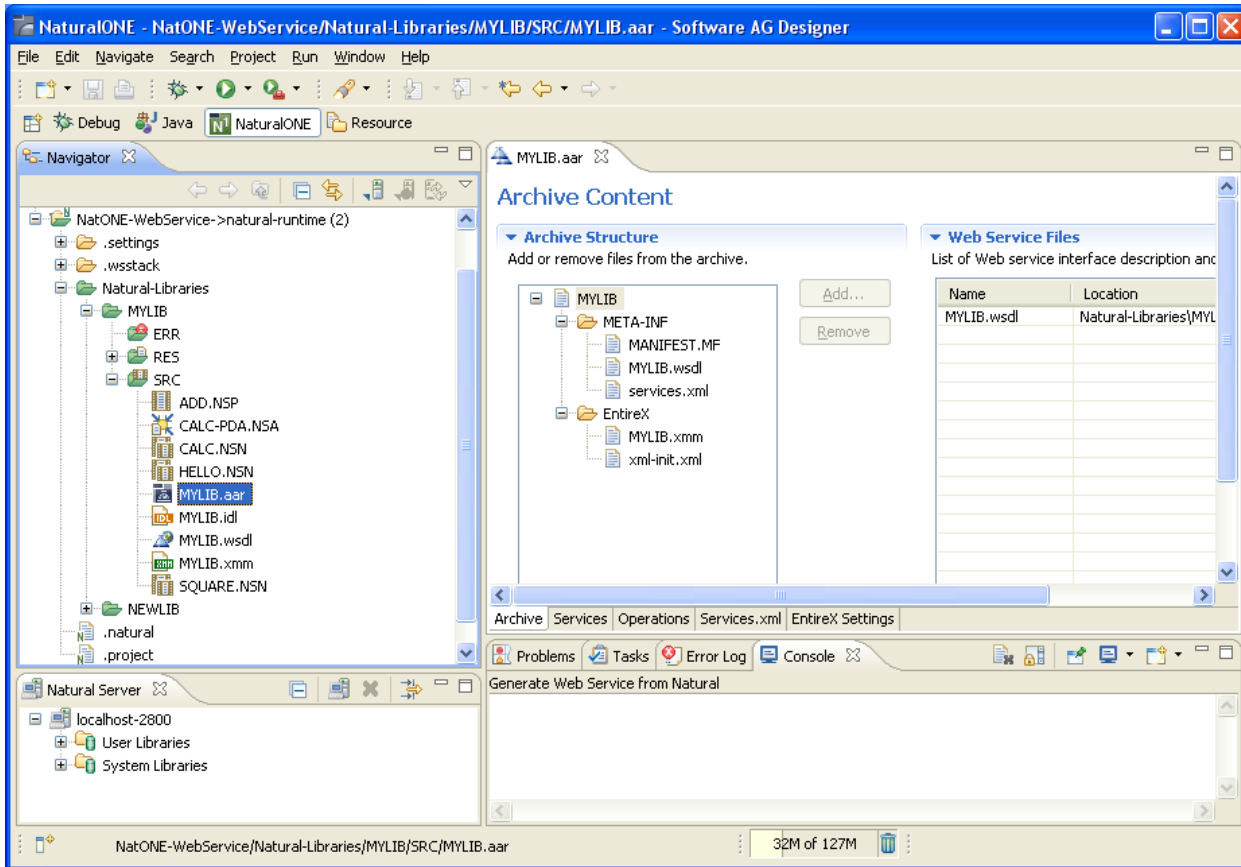 NaturalONE - NatONE-WebService/Natural-Libraries/MYLIB/SRC/MYLIB.aar - Software AG Designer
File Edit Navigate Search Project Run Window Help
Debug Java NaturalONE Resource
Navigator
NatONE-WebService->natural-runtime (2)
.settings
.wsstack
Natural-Libraries
MYLIB
ERR
RES
SRC
ADD.NSP
CALC-PDA.NSA
CALC.NSN
HELLO.NSN
MYLIB.aar
MYLIB.idl
MYLIB.wsdl
MYLIB.xmm
SQUARE.NSN
NEWLIB
.natural
.project
MYLIB.aar
Archive Content
Archive Structure
Add or remove files from the archive.
MYLIB
META-INF
MANIFEST.MF
MYLIB.wsdl
services.xml
EntireX
MYLIB.xmm
xml-init.xml
Add...
Remove
Web Service Files
List of Web service interface description and
Name Location
MYLIB.wsdl Natural-Libraries\MYL
Archive Services Operations Services.xml EntireX Settings
Natural Server
localhost-2800
User Libraries
System Libraries
Problems Tasks Error Log Console
Generate Web Service from Natural
NatONE-WebService/Natural-Libraries/MYLIB/SRC/MYLIB.aar
32M of 127M